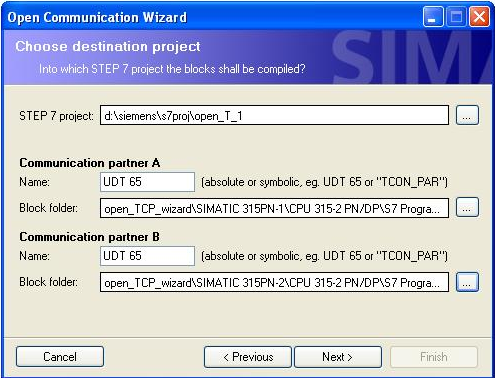 Open Communication Wizard
Choose destination project
Into which STEP 7 project the blocks shall be compiled?
SIMA
STEP 7 project: d:\siemens\s7proj\open_T_1 ...
Communication partner A
Name: UDT 65 (absolute or symbolic, eg. UDT 65 or "TCON_PAR")
Block folder: open_TCP_wizard\SIMATIC 315PN-1\CPU 315-2 PN/DP\S7 Progra... ...
Communication partner B
Name: UDT 65 (absolute or symbolic, eg. UDT 65 or "TCON_PAR")
Block folder: open_TCP_wizard\SIMATIC 315PN-2\CPU 315-2 PN/DP\S7 Progra... ...
Cancel < Previous Next > Finish